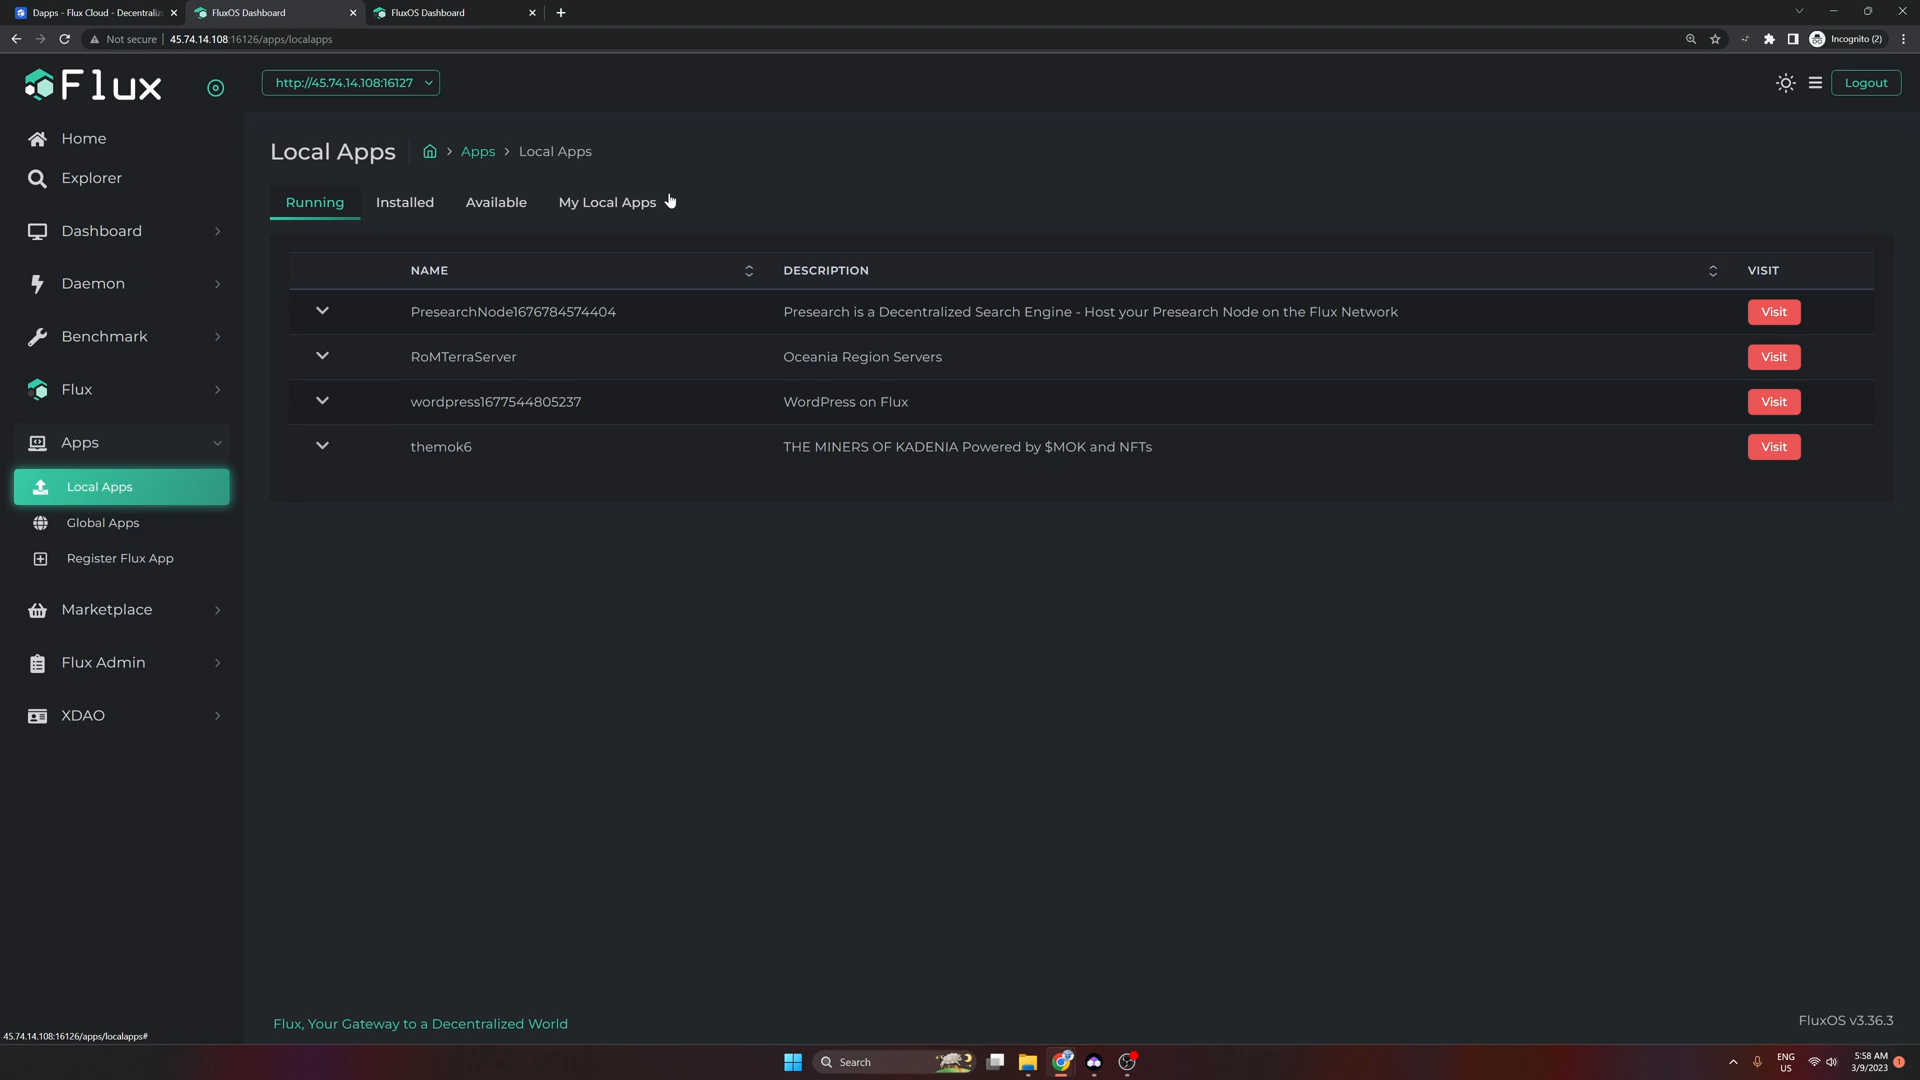 Dapps - Flux Cloud - Decentraliz
FluxOS Dashboard
FluxOS Dashboard
Not secure
45.74.14.108:16126/apps/localapps
Incognito (2)
Flux
http://45.74.14.108:16127
Logout
Home
Explorer
Dashboard
Daemon
Benchmark
Flux
Apps
Local Apps
Global Apps
Register Flux App
Marketplace
Flux Admin
XDAO
Local Apps
Apps
Local Apps
Running
Installed
Available
My Local Apps
NAME
DESCRIPTION
VISIT
PresearchNode1676784574404
Presearch is a Decentralized Search Engine - Host your Presearch Node on the Flux Network
Visit
RoMTerraServer
Oceania Region Servers
Visit
wordpress1677544805237
WordPress on Flux
Visit
themok6
THE MINERS OF KADENIA Powered by $MOK and NFTs
Visit
Flux, Your Gateway to a Decentralized World
FluxOS v3.36.3
45.74.14.108:16126/apps/localapps#
Search
ENG
US
5:58 AM
3/9/2023
1